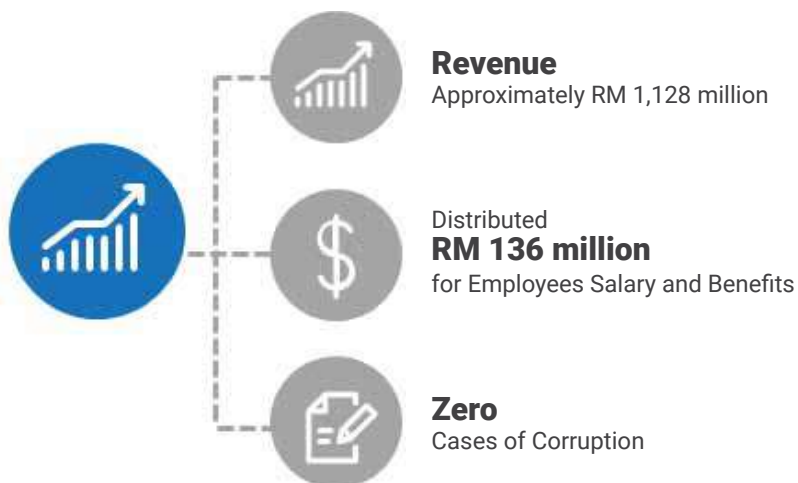 Revenue
Approximately RM 1,128 million
Distributed
RM 136 million
for Employees Salary and Benefits
Zero
Cases of Corruption